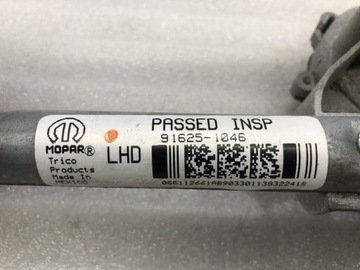 PASSED INSP
91625-1046
MOPAR®
LHD
Trico
Products
Made In
MEXICO